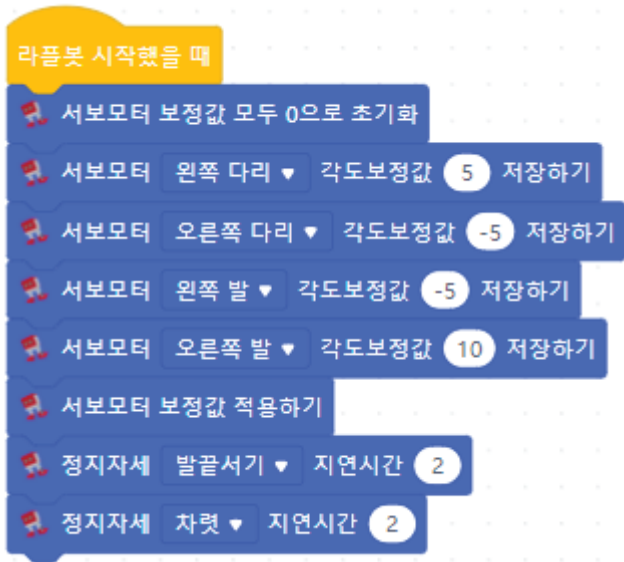 라플봇 시작했을 때
서보모터 보정값 모두 0으로 초기화
서보모터 왼쪽 다리 각도보정값 5 저장하기
서보모터 오른쪽 다리 각도보정값 -5 저장하기
서보모터 왼쪽 발 각도보정값 -5 저장하기
서보모터 오른쪽 발 각도보정값 10 저장하기
서보모터 보정값 적용하기
정지자세 발끝서기 지연시간 2
정지자세 차렷 지연시간 2